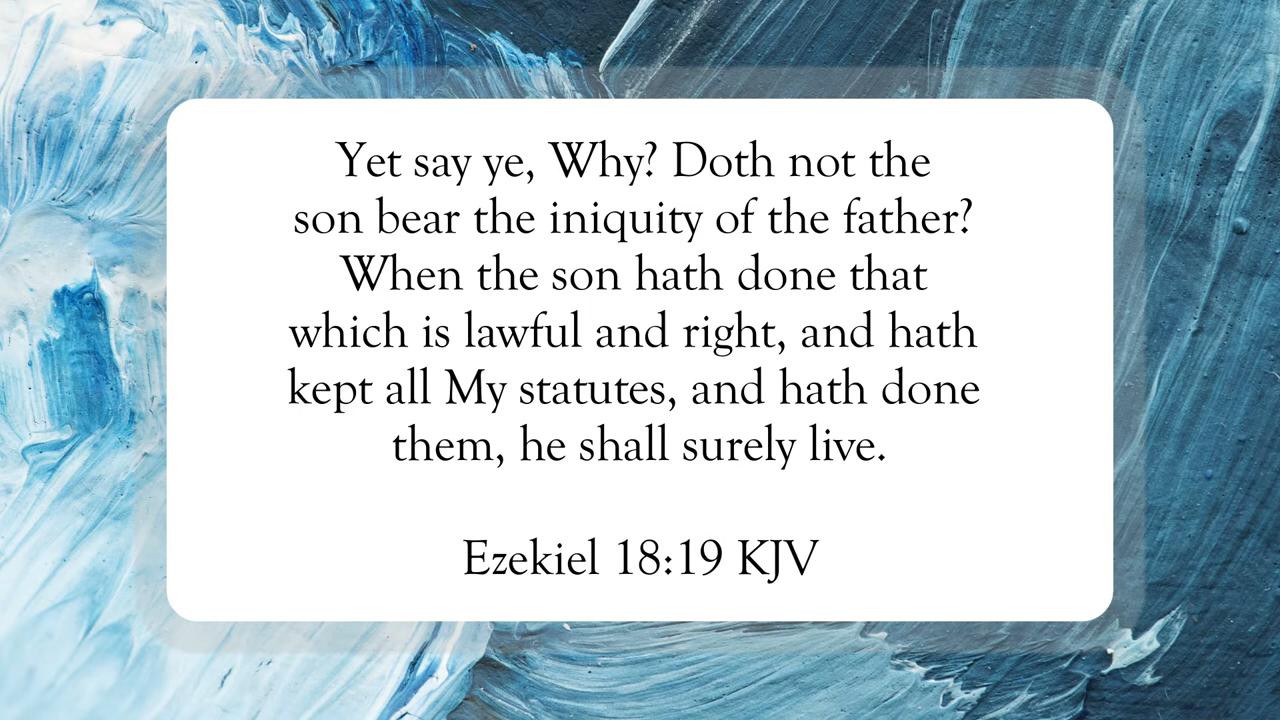 Yet say ye, Why? Doth not the
son bear the iniquity of the father?
When the son hath done that
which is lawful and right, and hath
kept all My statutes, and hath done
them, he shall surely live.
Ezekiel 18:19 KJV